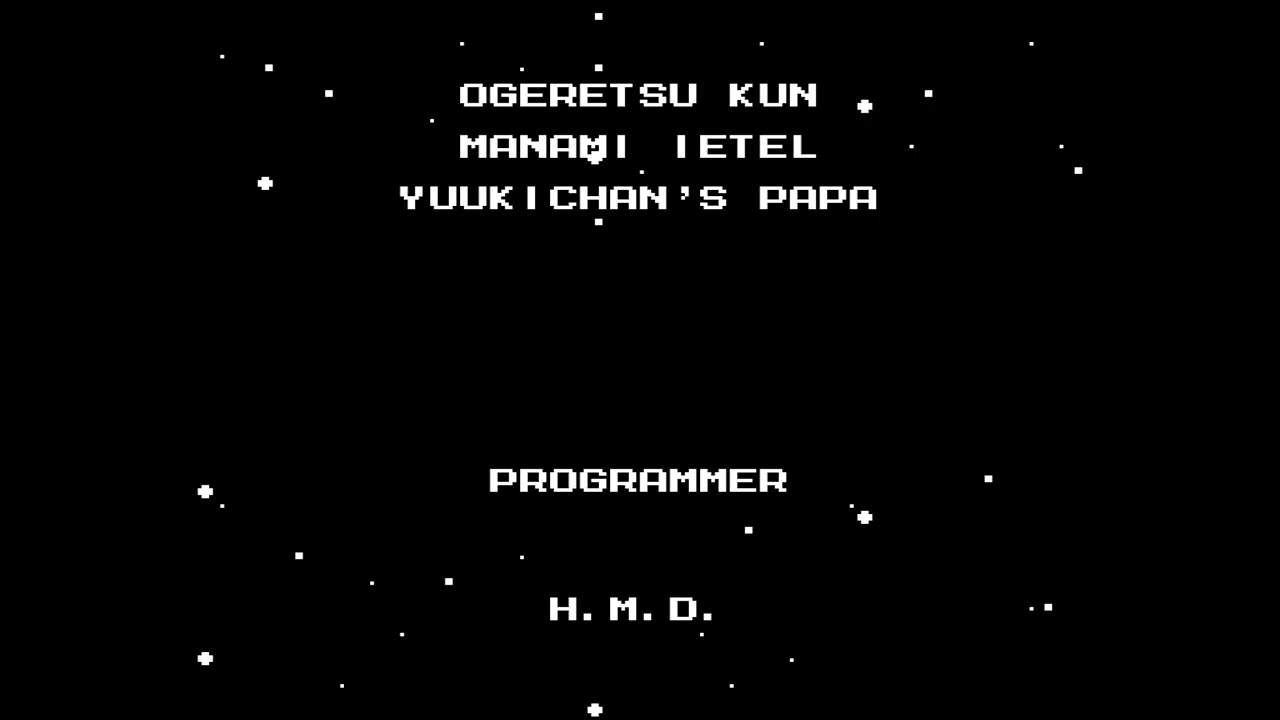 OGERETSU KUN
MANAMI IETEL
YUUKICHAN'S PAPA
PROGRAMMER
H.M.D.